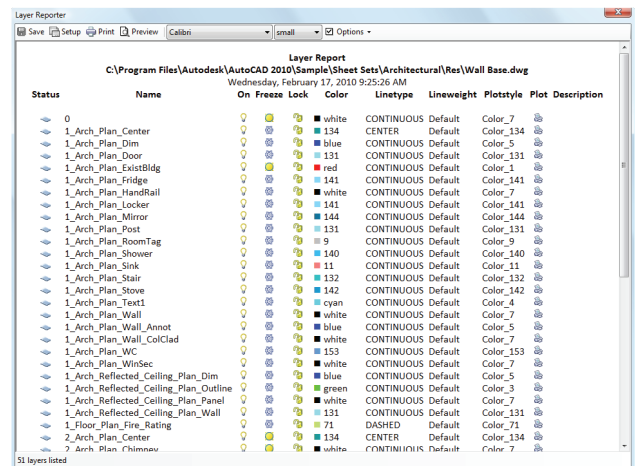 Layer Reporter
Save Setup Print Preview Calibri small Options
Layer Report
C:\Program Files\Autodesk\AutoCAD 2010\Sample\Sheet Sets\Architectural\Res\Wall Base.dwg
Wednesday, February 17, 2010 9:25:26 AM
Status Name On Freeze Lock Color Linetype Lineweight Plotstyle Plot Description
0 white CONTINUOUS Default Color_7
1_Arch_Plan_Center 134 CENTER Default Color_134
1_Arch_Plan_Dim blue CONTINUOUS Default Color_5
1_Arch_Plan_Door 131 CONTINUOUS Default Color_131
1_Arch_Plan_ExistBldg red CONTINUOUS Default Color_1
1_Arch_Plan_Fridge 141 CONTINUOUS Default Color_141
1_Arch_Plan_HandRail white CONTINUOUS Default Color_7
1_Arch_Plan_Locker 141 CONTINUOUS Default Color_141
1_Arch_Plan_Mirror 144 CONTINUOUS Default Color_144
1_Arch_Plan_Post 131 CONTINUOUS Default Color_131
1_Arch_Plan_RoomTag 9 CONTINUOUS Default Color_9
1_Arch_Plan_Shower 140 CONTINUOUS Default Color_140
1_Arch_Plan_Sink 11 CONTINUOUS Default Color_11
1_Arch_Plan_Stair 132 CONTINUOUS Default Color_132
1_Arch_Plan_Stove 142 CONTINUOUS Default Color_142
1_Arch_Plan_Text1 cyan CONTINUOUS Default Color_4
1_Arch_Plan_Wall white CONTINUOUS Default Color_7
1_Arch_Plan_Wall_Annot blue CONTINUOUS Default Color_5
1_Arch_Plan_Wall_ColClad white CONTINUOUS Default Color_7
1_Arch_Plan_WC 153 CONTINUOUS Default Color_153
1_Arch_Plan_WinSec white CONTINUOUS Default Color_7
1_Arch_Reflected_Ceiling_Plan_Dim blue CONTINUOUS Default Color_5
1_Arch_Reflected_Ceiling_Plan_Outline green CONTINUOUS Default Color_3
1_Arch_Reflected_Ceiling_Plan_Panel white CONTINUOUS Default Color_7
1_Arch_Reflected_Ceiling_Plan_Wall 131 CONTINUOUS Default Color_131
1_Floor_Plan_Fire_Rating 71 DASHED Default Color_71
2_Arch_Plan_Center 134 CENTER Default Color_134
2_Arch_Plan_Chimney white CONTINUOUS Default Color_7
51 layers listed